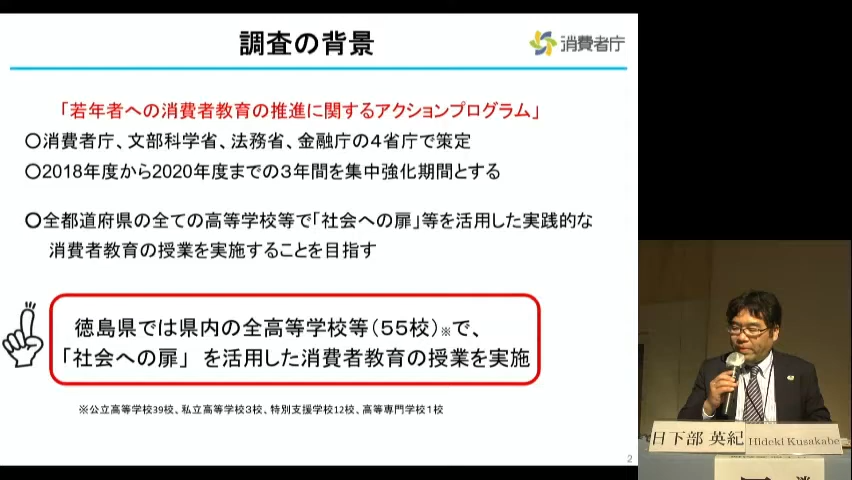 調査の背景
消費者庁
「若年者への消費者教育の推進に関するアクションプログラム」
〇消費者庁、文部科学省、法務省、金融庁の４省庁で策定
〇2018年度から2020年度までの３年間を集中強化期間とする
〇全都道府県の全ての高等学校等で「社会への扉」等を活用した実践的な
消費者教育の授業を実施することを目指す
徳島県では県内の全高等学校等（５５校）※で、
「社会への扉」 を活用した消費者教育の授業を実施
※公立高等学校39校、私立高等学校３校、特別支援学校12校、高等専門学校１校
2
日下部 英紀 Hideki Kusakabe